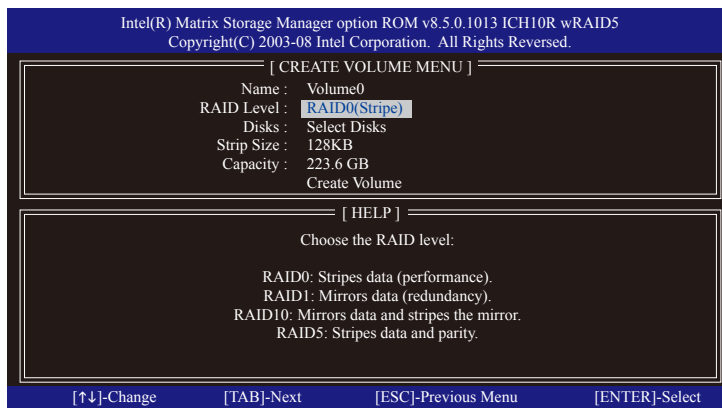 Intel(R) Matrix Storage Manager option ROM v8.5.0.1013 ICH10R wRAID5
Copyright(C) 2003-08 Intel Corporation. All Rights Reversed.
[ CREATE VOLUME MENU ]
Name : Volume0
RAID Level : RAID0(Stripe)
Disks : Select Disks
Strip Size : 128KB
Capacity : 223.6 GB
Create Volume
[ HELP ]
Choose the RAID level:
RAID0: Stripes data (performance).
RAID1: Mirrors data (redundancy).
RAID10: Mirrors data and stripes the mirror.
RAID5: Stripes data and parity.
[↑↓]-Change [TAB]-Next [ESC]-Previous Menu [ENTER]-Select